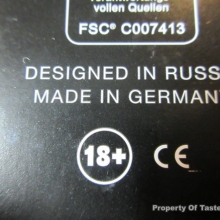 vollen Quellen
FSC® C007413
DESIGNED IN RUSS
MADE IN GERMAN
18+ CE
Property Of Taste